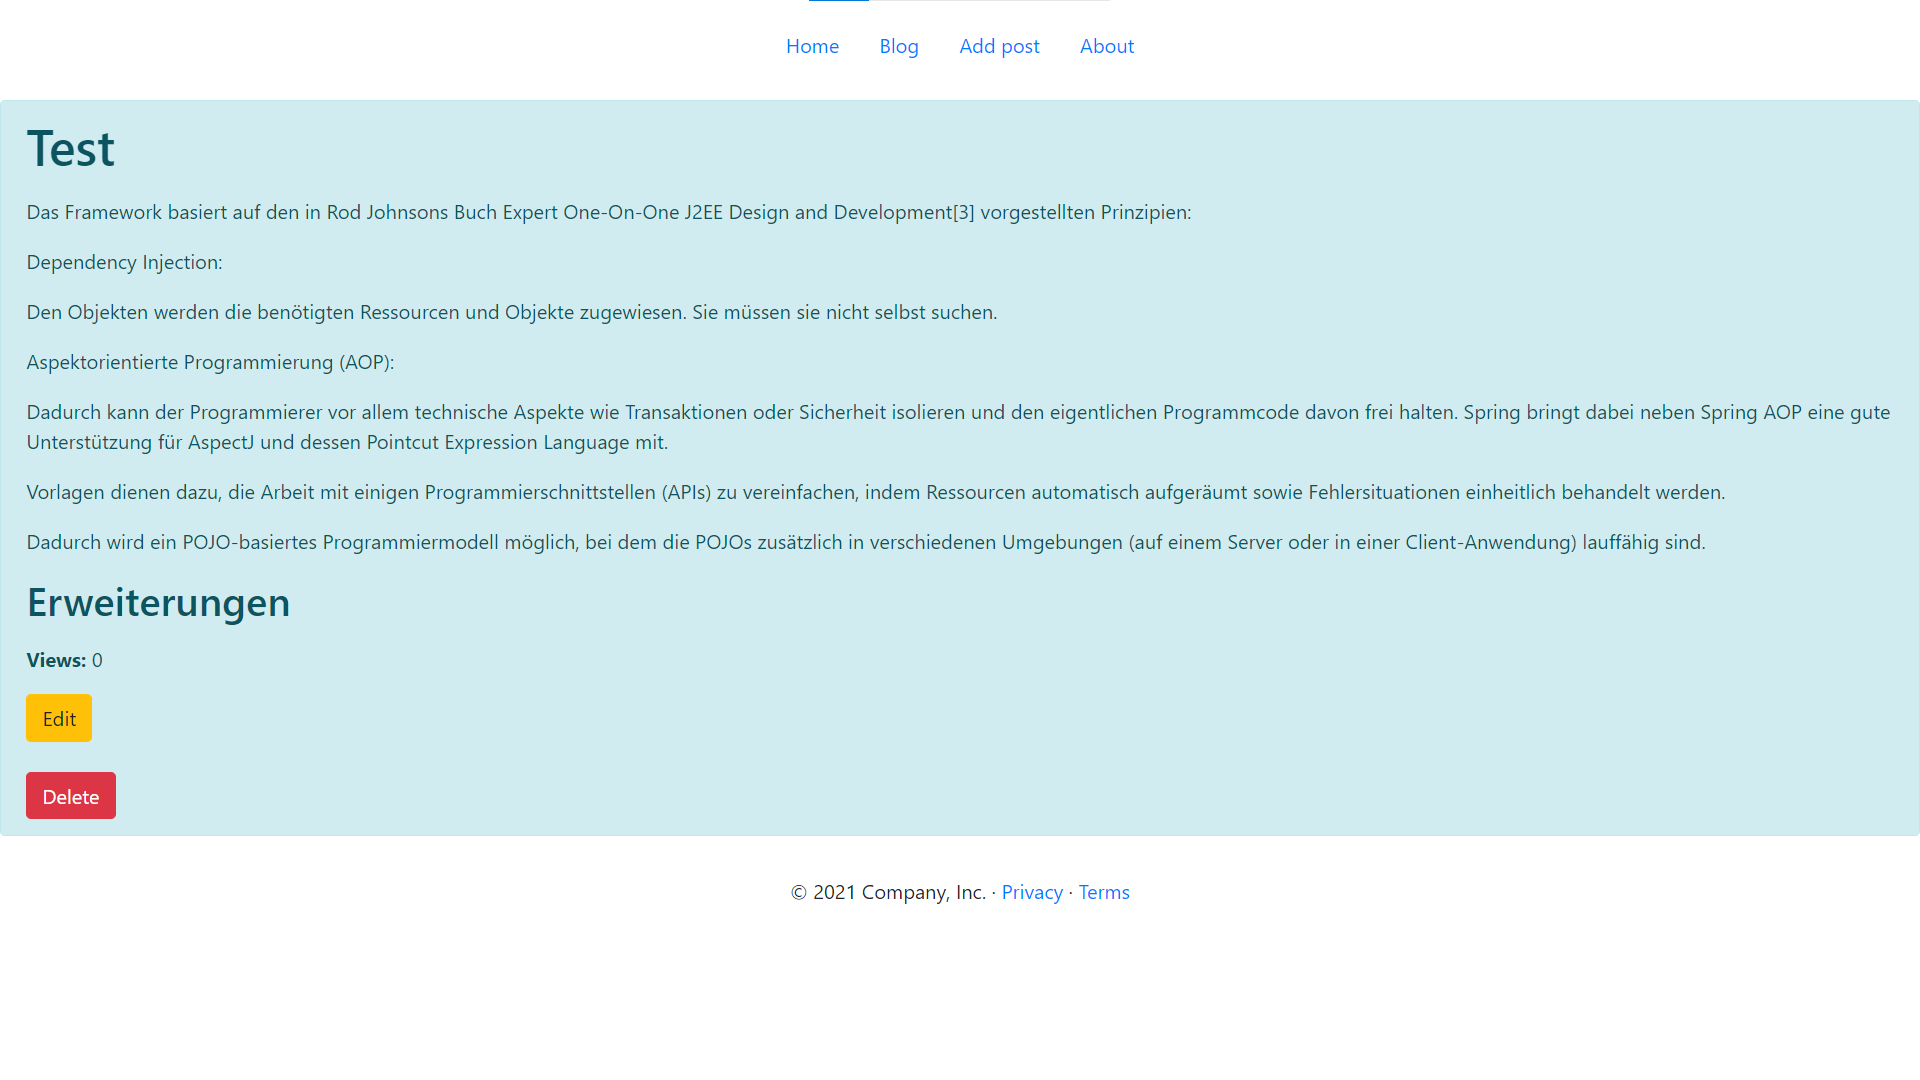 Home Blog Add post About
Test
Das Framework basiert auf den in Rod Johnsons Buch Expert One-On-One J2EE Design and Development[3] vorgestellten Prinzipien:
Dependency Injection:
Den Objekten werden die benötigten Ressourcen und Objekte zugewiesen. Sie müssen sie nicht selbst suchen.
Aspektorientierte Programmierung (AOP):
Dadurch kann der Programmierer vor allem technische Aspekte wie Transaktionen oder Sicherheit isolieren und den eigentlichen Programmcode davon frei halten. Spring bringt dabei neben Spring AOP eine gute
Unterstützung für AspectJ und dessen Pointcut Expression Language mit.
Vorlagen dienen dazu, die Arbeit mit einigen Programmierschnittstellen (APIs) zu vereinfachen, indem Ressourcen automatisch aufgeräumt sowie Fehlersituationen einheitlich behandelt werden.
Dadurch wird ein POJO-basiertes Programmiermodell möglich, bei dem die POJOs zusätzlich in verschiedenen Umgebungen (auf einem Server oder in einer Client-Anwendung) lauffähig sind.
Erweiterungen
Views: 0
Edit
Delete
© 2021 Company, Inc. · Privacy · Terms